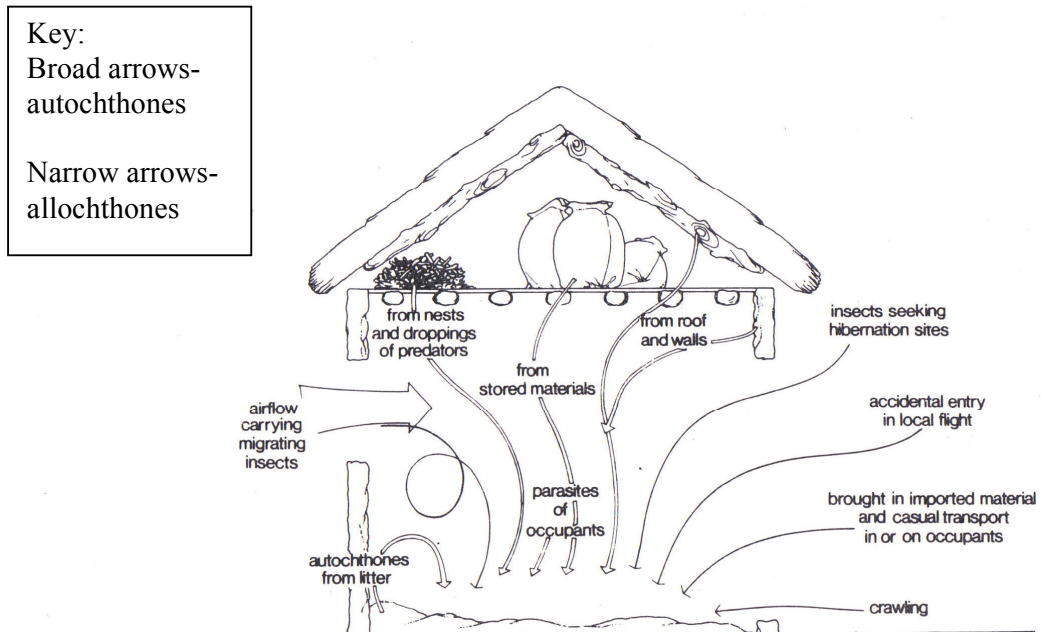 Key:
Broad arrows-
autochthones
Narrow arrows-
allochthones
from nests
and droppings
of predators
from
stored materials
from roof
and walls
insects seeking
hibernation sites
airflow
carrying
migrating
insects
accidental entry
in local flight
parasites
of
occupants
brought in imported material
and casual transport
in or on occupants
autochthones
from litter
crawling